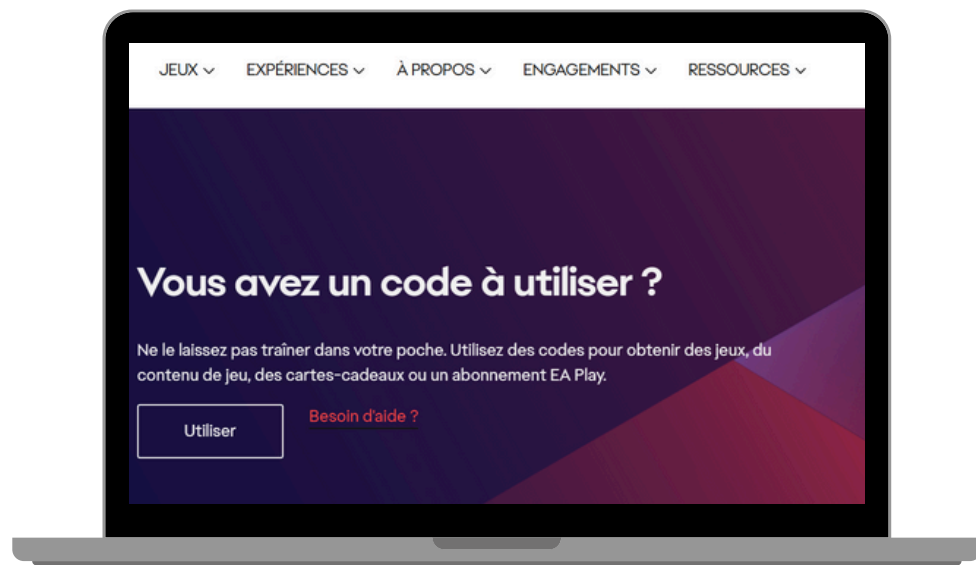 JEUX EXPÉRIENCES À PROPOS ENGAGEMENTS RESSOURCES
Vous avez un code à utiliser ?
Ne le laissez pas traîner dans votre poche. Utilisez des codes pour obtenir des jeux, du
contenu de jeu, des cartes-cadeaux ou un abonnement EA Play.
Utiliser Besoin d'aide ?